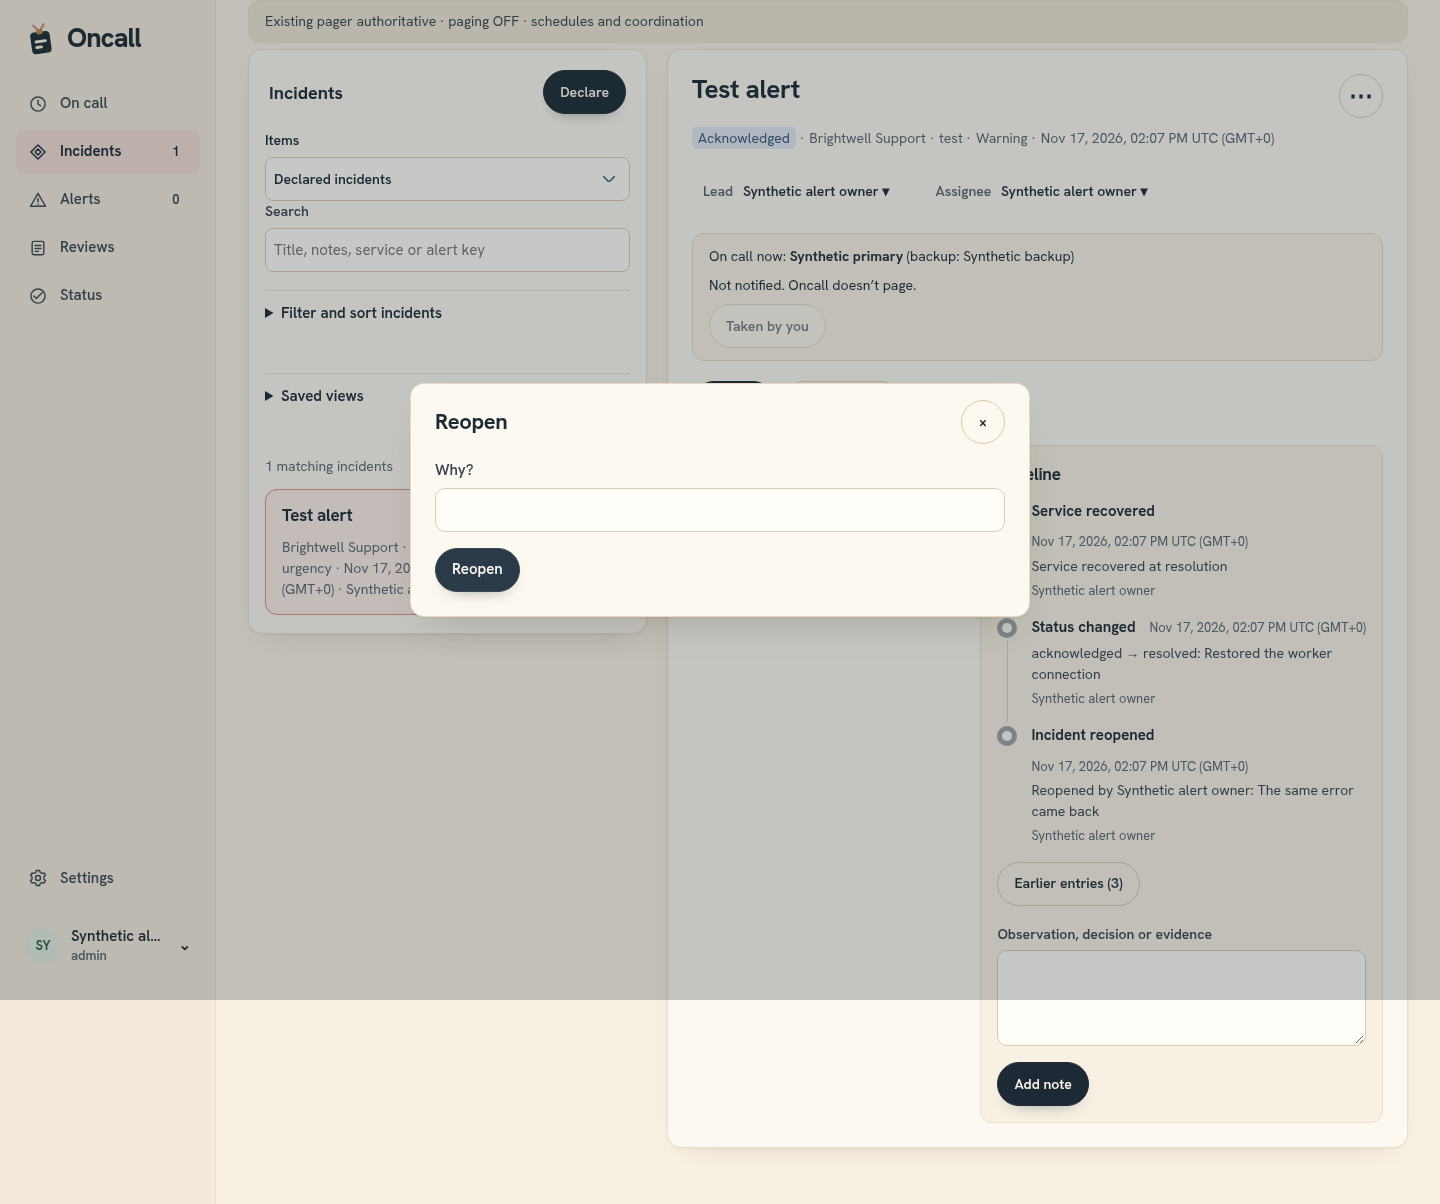 Existing pager authoritative · paging OFF · schedules and coordination
Oncall
On call
Incidents 1
Alerts 0
Reviews
Status
Settings
SY
Synthetic al...
admin
Incidents
Declare
Items
Declared incidents
Search
Title, notes, service or alert key
Filter and sort incidents
Saved views
1 matching incidents
Test alert
Brightwell Support ·
urgency · Nov 17, 20
(GMT+0) · Synthetic
Test alert
Acknowledged · Brightwell Support · test · Warning · Nov 17, 2026, 02:07 PM UTC (GMT+0)
Lead Synthetic alert owner ▾ Assignee Synthetic alert owner ▾
On call now: Synthetic primary (backup: Synthetic backup)
Not notified. Oncall doesn’t page.
Taken by you
Reopen
×
Why?
Reopen
eline
Service recovered
Nov 17, 2026, 02:07 PM UTC (GMT+0)
Service recovered at resolution
Synthetic alert owner
Status changed Nov 17, 2026, 02:07 PM UTC (GMT+0)
acknowledged → resolved: Restored the worker
connection
Synthetic alert owner
Incident reopened
Nov 17, 2026, 02:07 PM UTC (GMT+0)
Reopened by Synthetic alert owner: The same error
came back
Synthetic alert owner
Earlier entries (3)
Observation, decision or evidence
Add note